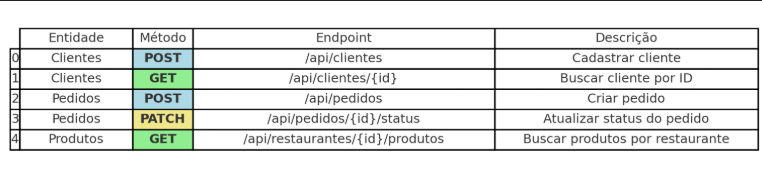 Entidade Método Endpoint Descrição
0 Clientes POST /api/clientes Cadastrar cliente
1 Clientes GET /api/clientes/{id} Buscar cliente por ID
2 Pedidos POST /api/pedidos Criar pedido
3 Pedidos PATCH /api/pedidos/{id}/status Atualizar status do pedido
4 Produtos GET /api/restaurantes/{id}/produtos Buscar produtos por restaurante